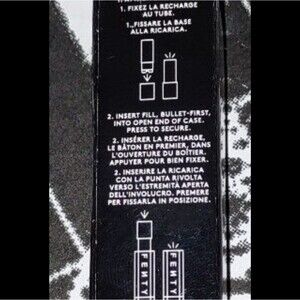 1. FIXEZ LA RECHARGE
AU TUBE.
1. FISSARE LA BASE
ALLA RICARICA.
2. INSERT FILL, BULLET-FIRST,
INTO OPEN END OF CASE.
PRESS TO SECURE.
2. INSÉRER LA RECHARGE,
LE BÂTON EN PREMIER, DANS
L'OUVERTURE DU BOÎTIER.
APPUYER POUR BIEN FIXER.
2. INSERIRE LA RICARICA
CON LA PUNTA RIVOLTA
VERSO L'ESTREMITÀ APERTA
DELL'INVOLUCRO. PREMERE
PER FISSARLA IN POSIZIONE.
FENTY
FENTY